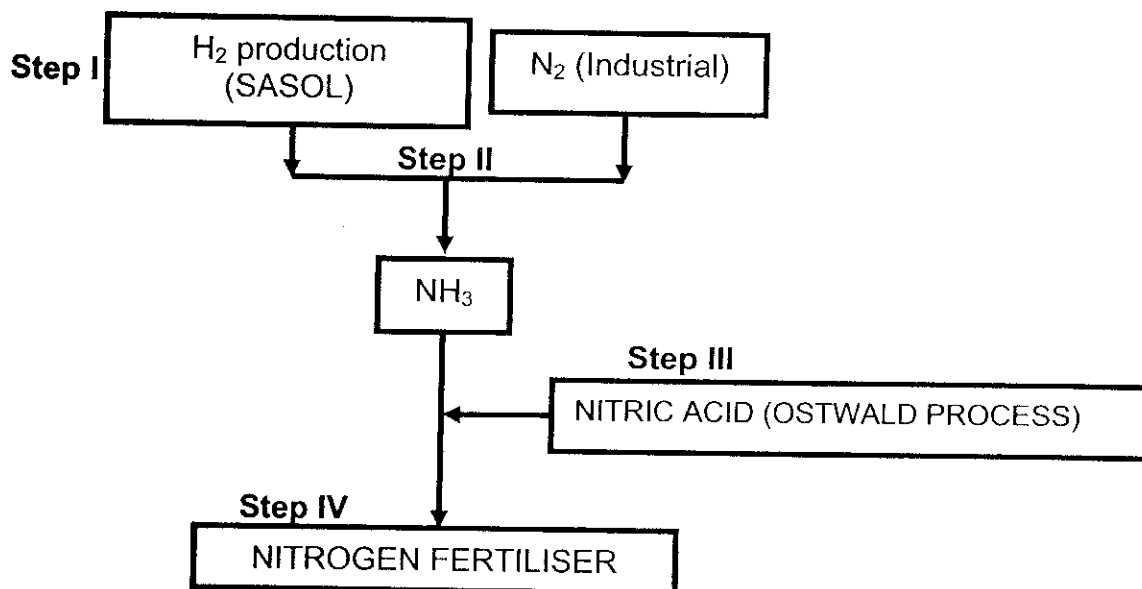 Step I
H₂ production
(SASOL)
N₂ (Industrial)
Step II
NH₃
Step III
NITRIC ACID (OSTWALD PROCESS)
Step IV
NITROGEN FERTILISER